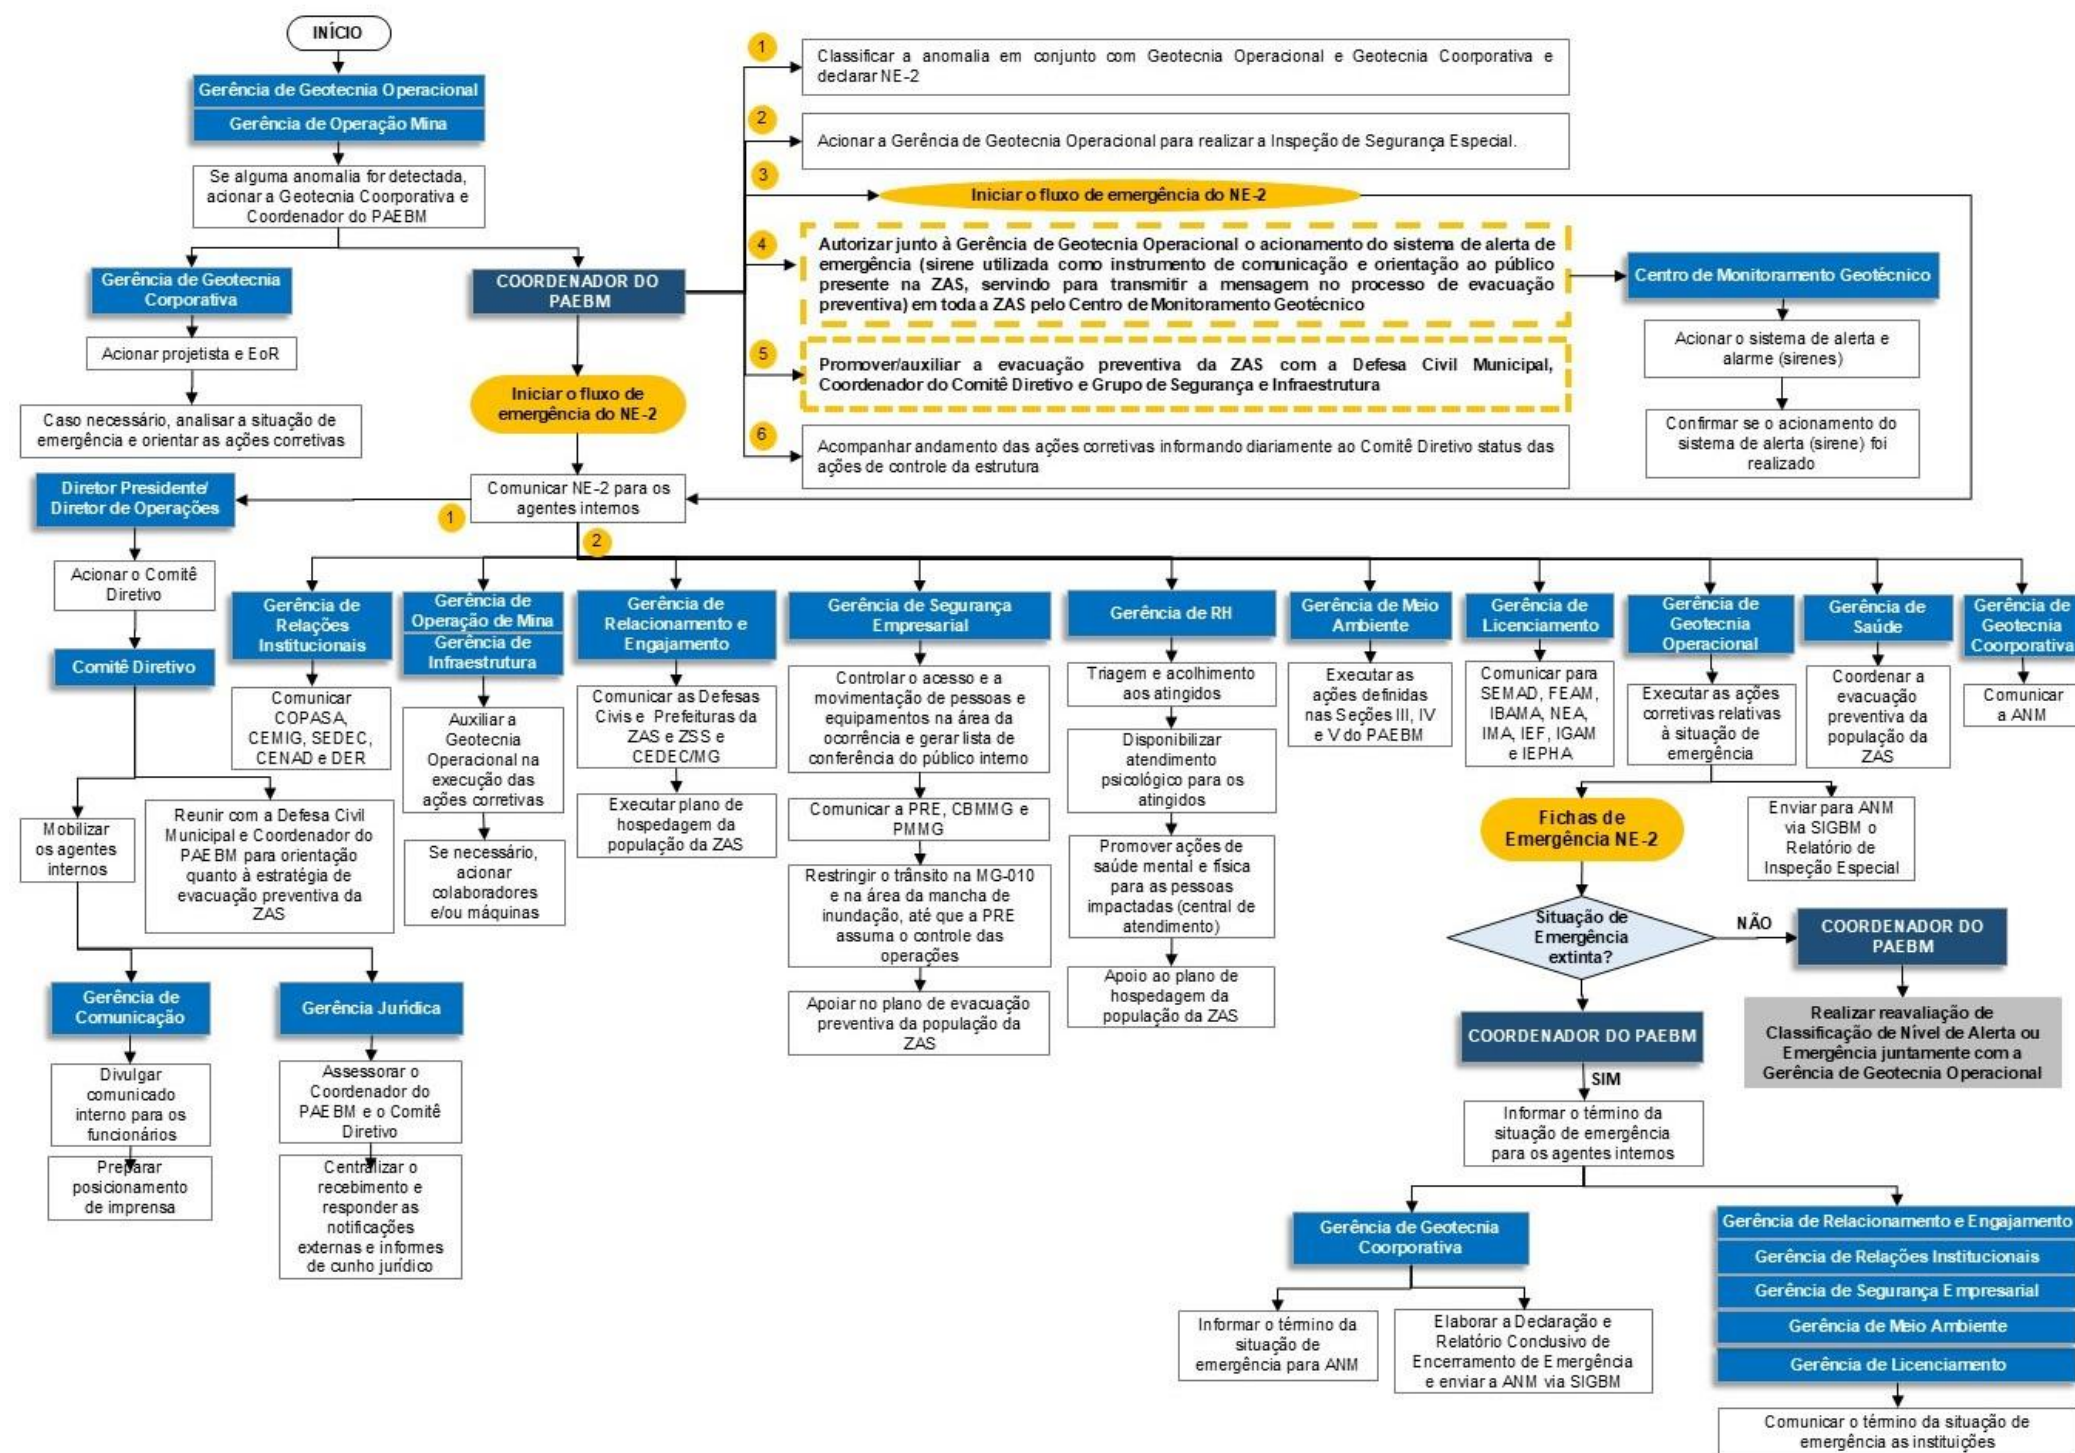 INÍCIO
Gerência de Geotecnia Operacional
Gerência de Operação Mina
Se alguma anomalia for detectada,
acionar a Geotecnia Coorporativa e
Coordenador do PAEBM
Gerência de Geotecnia
Corporativa
Acionar projetista e EoR
Caso necessário, analisar a situação de
emergência e orientar as ações corretivas
COORDENADOR DO
PAEBM
Iniciar o fluxo de
emergência do NE-2
Comunicar NE-2 para os
agentes internos
1
Classificar a anomalia em conjunto com Geotecnia Operacional e Geotecnia Coorporativa e
declarar NE-2
2
Acionar a Gerência de Geotecnia Operacional para realizar a Inspeção de Segurança Especial.
3
Iniciar o fluxo de emergência do NE-2
4
Autorizar junto à Gerência de Geotecnia Operacional o acionamento do sistema de alerta de
emergência (sirene utilizada como instrumento de comunicação e orientação ao público
presente na ZAS, servindo para transmitir a mensagem no processo de evacuação
preventiva) em toda a ZAS pelo Centro de Monitoramento Geotécnico
5
Promover/auxiliar a evacuação preventiva da ZAS com a Defesa Civil Municipal,
Coordenador do Comitê Diretivo e Grupo de Segurança e Infraestrutura
6
Acompanhar andamento das ações corretivas informando diariamente ao Comitê Diretivo status das
ações de controle da estrutura
Centro de Monitoramento Geotécnico
Acionar o sistema de alerta e
alarme (sirenes)
Confirmar se o acionamento do
sistema de alerta (sirene) foi
realizado
1
Diretor Presidente/
Diretor de Operações
Acionar o Comitê
Diretivo
Comitê Diretivo
Mobilizar
os agentes
internos
Reunir com a Defesa Civil
Municipal e Coordenador do
PAEBM para orientação
quanto à estratégia de
evacuação preventiva da
ZAS
Gerência de
Comunicação
Divulgar
comunicado
interno para os
funcionários
Preparar
posicionamento
de imprensa
Gerência Jurídica
Assessorar o
Coordenador do
PAEBM e o Comitê
Diretivo
Centralizar o
recebimento e
responder as
notificações
externas e informes
de cunho jurídico
2
Gerência de
Relações
Institucionais
Comunicar
COPASA,
CEMIG, SEDEC,
CENAD e DER
Gerência de
Operação de Mina
Gerência de
Infraestrutura
Auxiliar a
Geotecnia
Operacional na
execução das
ações corretivas
Se necessário,
acionar
colaboradores
e/ou máquinas
Gerência de
Relacionamento e
Engajamento
Comunicar as Defesas
Civis e Prefeituras da
ZAS e ZSS e
CEDEC/MG
Executar plano de
hospedagem da
população da ZAS
Gerência de Segurança
Empresarial
Controlar o acesso e a
movimentação de pessoas e
equipamentos na área da
ocorrência e gerar lista de
conferência do público interno
Comunicar a PRE, CBMMG e
PMMG
Restringir o trânsito na MG-010
e na área da mancha de
inundação, até que a PRE
assuma o controle das
operações
Apoiar no plano de evacuação
preventiva da população da
ZAS
Gerência de RH
Triagem e acolhimento
aos atingidos
Disponibilizar
atendimento
psicológico para os
atingidos
Promover ações de
saúde mental e física
para as pessoas
impactadas (central de
atendimento)
Apoio ao plano de
hospedagem da
população da ZAS
Gerência de Meio
Ambiente
Executar as
ações definidas
nas Seções III, IV
e V do PAEBM
Gerência de
Licenciamento
Comunicar para
SEMAD, FEAM,
IBAMA, NEA,
IMA, IEF, IGAM
e IEPHA
Gerência de
Geotecnia
Operacional
Executar as ações
corretivas relativas
à situação de
emergência
Gerência de
Saúde
Coordenar a
evacuação
preventiva da
população da
ZAS
Gerência de
Geotecnia
Coorporativa
Comunicar
a ANM
Fichas de
Emergência NE-2
Enviar para ANM
via SIGBM o
Relatório de
Inspeção Especial
Situação de
Emergência
extinta?
NÃO
COORDENADOR DO
PAEBM
Realizar reavaliação de
Classificação de Nível de Alerta ou
Emergência juntamente com a
Gerência de Geotecnia Operacional
COORDENADOR DO PAEBM
SIM
Informar o término da
situação de emergência
para os agentes internos
Gerência de Geotecnia
Coorporativa
Informar o término da
situação de
emergência para ANM
Elaborar a Declaração e
Relatório Conclusivo de
Encerramento de Emergência
e enviar a ANM via SIGBM
Gerência de Relacionamento e Engajamento
Gerência de Relações Institucionais
Gerência de Segurança Empresarial
Gerência de Meio Ambiente
Gerência de Licenciamento
Comunicar o término da situação de
emergência as instituições